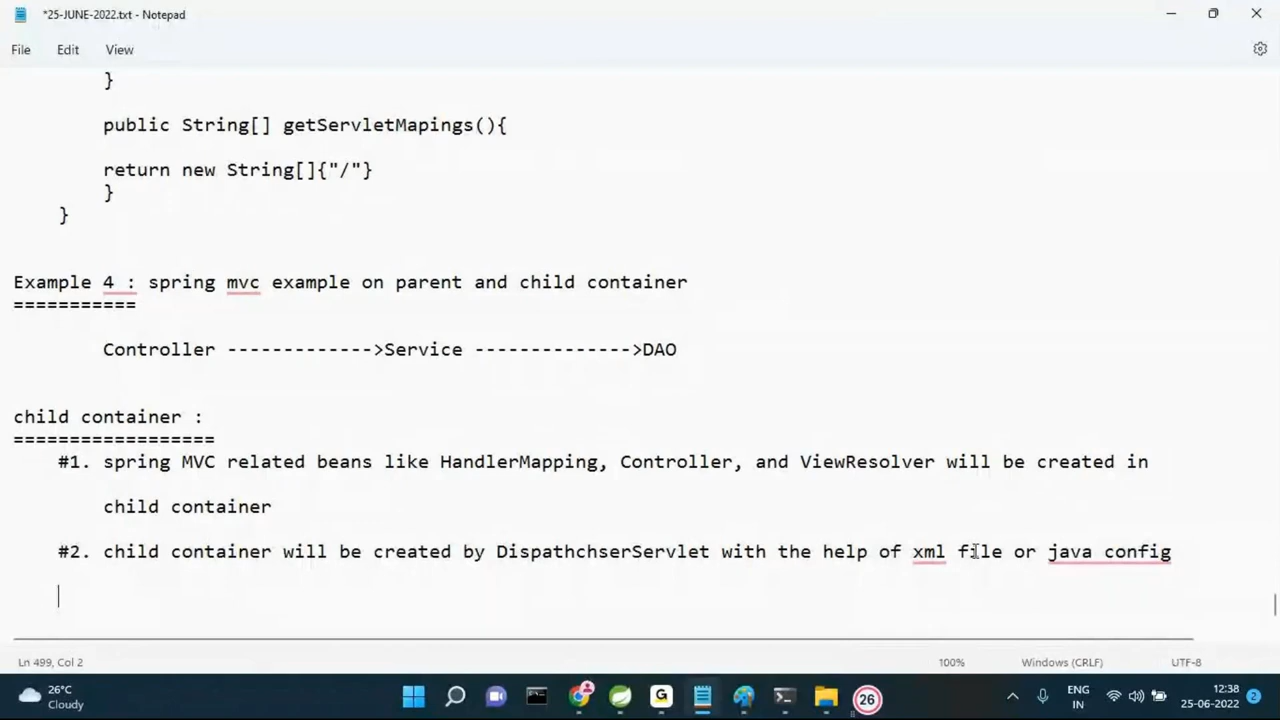 *25-JUNE-2022.txt - Notepad
File Edit View
}
public String[] getServletMapings(){
return new String[]{"/"}
}
}
Example 4 : spring mvc example on parent and child container
===========
Controller ------------->Service -------------->DAO
child container :
==================
#1. spring MVC related beans like HandlerMapping, Controller, and ViewResolver will be created in
child container
#2. child container will be created by DispathchserServlet with the help of xml file or java config
Ln 499, Col 2 100% Windows (CRLF) UTF-8
26°C
Cloudy
G
26
ENG
IN
12:38
25-06-2022
2